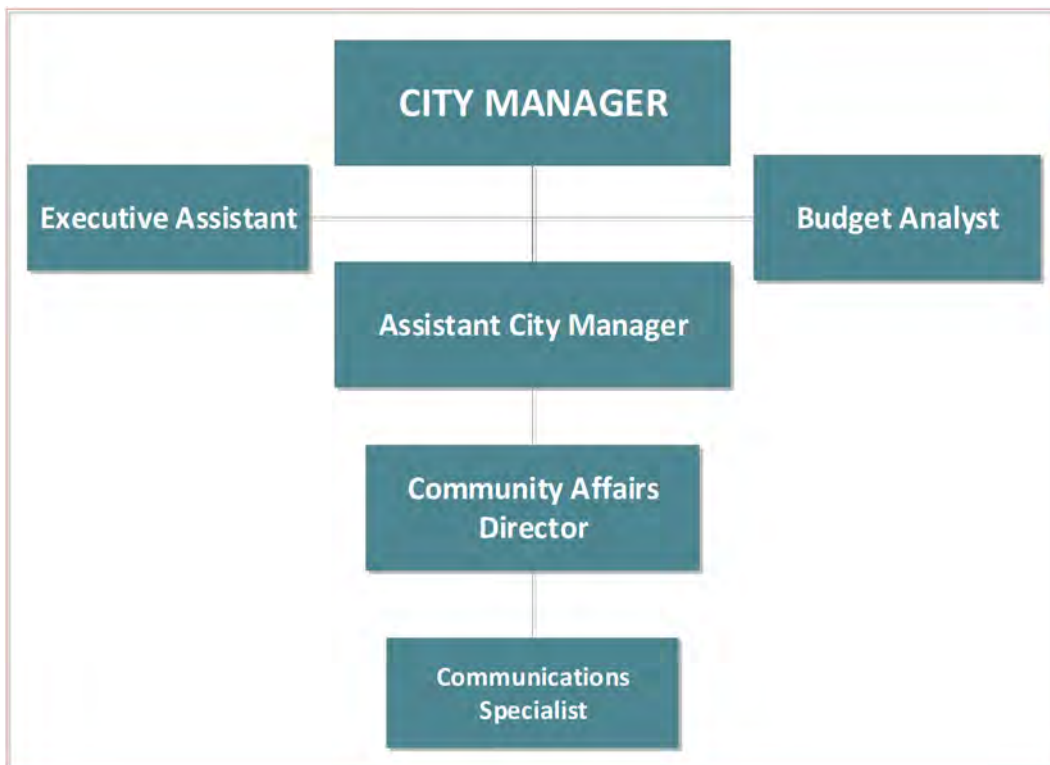 CITY MANAGER
Executive Assistant
Budget Analyst
Assistant City Manager
Community Affairs
Director
Communications
Specialist